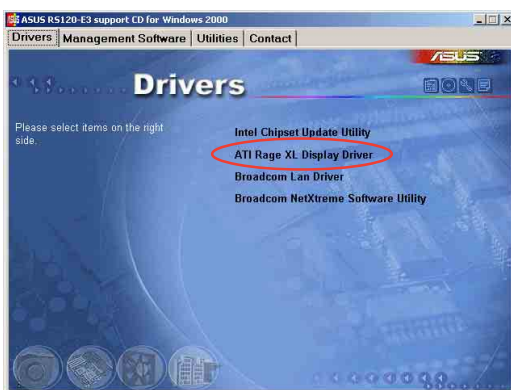 ASUS RS120-E3 support CD for Windows 2000
Drivers Management Software Utilities Contact
ASUS
Drivers
Please select items on the right
side.
Intel Chipset Update Utility
ATI Rage XL Display Driver
Broadcom Lan Driver
Broadcom NetXtreme Software Utility